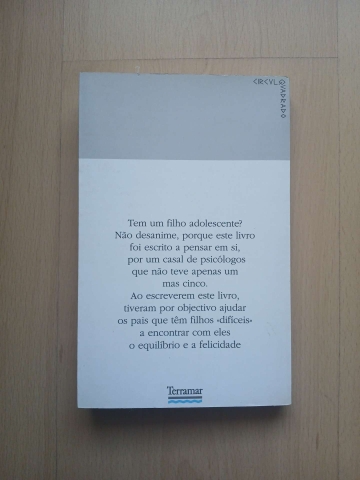 CIRCULO
QUADRADO
Tem um filho adolescente?
Não desanime, porque este livro
foi escrito a pensar em si,
por um casal de psicólogos
que não teve apenas um
mas cinco.
Ao escreverem este livro,
tiveram por objectivo ajudar
os pais que têm filhos «difíceis»
a encontrar com eles
o equilíbrio e a felicidade
Terramar